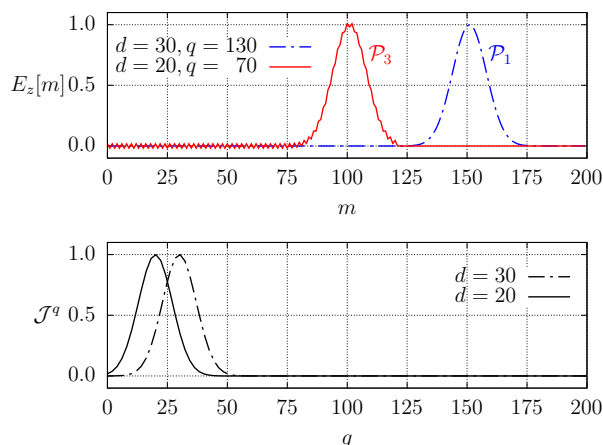 1.0
d = 30, q = 130
d = 20, q = 70
𝒫₃
𝒫₁
E_z[m]
0.5
0.0
0 25 50 75 100 125 150 175 200
m
1.0
d = 30
d = 20
𝒥^q
0.5
0.0
0 25 50 75 100 125 150 175 200
q